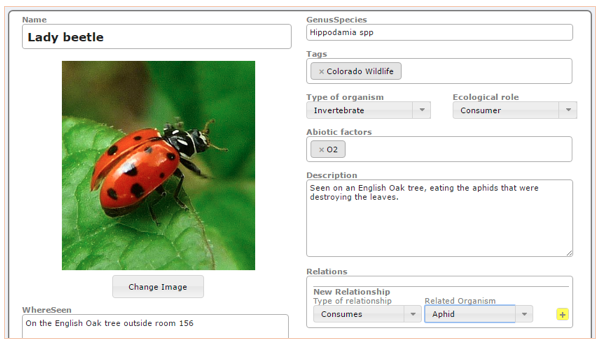 Name
Lady beetle
Change Image
WhereSeen
On the English Oak tree outside room 156
GenusSpecies
Hippodamia spp
Tags
× Colorado Wildlife
Type of organism
Invertebrate
Ecological role
Consumer
Abiotic factors
× O2
Description
Seen on an English Oak tree, eating the aphids that were
destroying the leaves.
Relations
New Relationship
Type of relationship
Consumes
Related Organism
Aphid
+